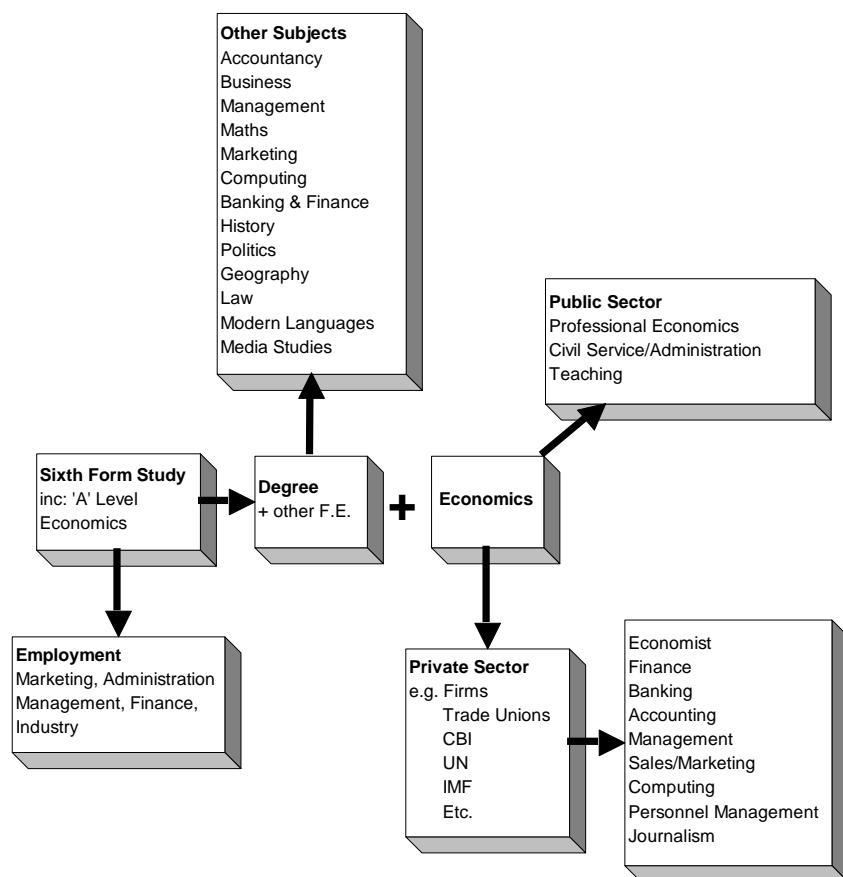 Other Subjects
Accountancy
Business
Management
Maths
Marketing
Computing
Banking & Finance
History
Politics
Geography
Law
Modern Languages
Media Studies
Public Sector
Professional Economics
Civil Service/Administration
Teaching
Sixth Form Study
inc: 'A' Level
Economics
Degree
+ other F.E.
+
Economics
Employment
Marketing, Administration
Management, Finance,
Industry
Private Sector
e.g. Firms
Trade Unions
CBI
UN
IMF
Etc.
Economist
Finance
Banking
Accounting
Management
Sales/Marketing
Computing
Personnel Management
Journalism